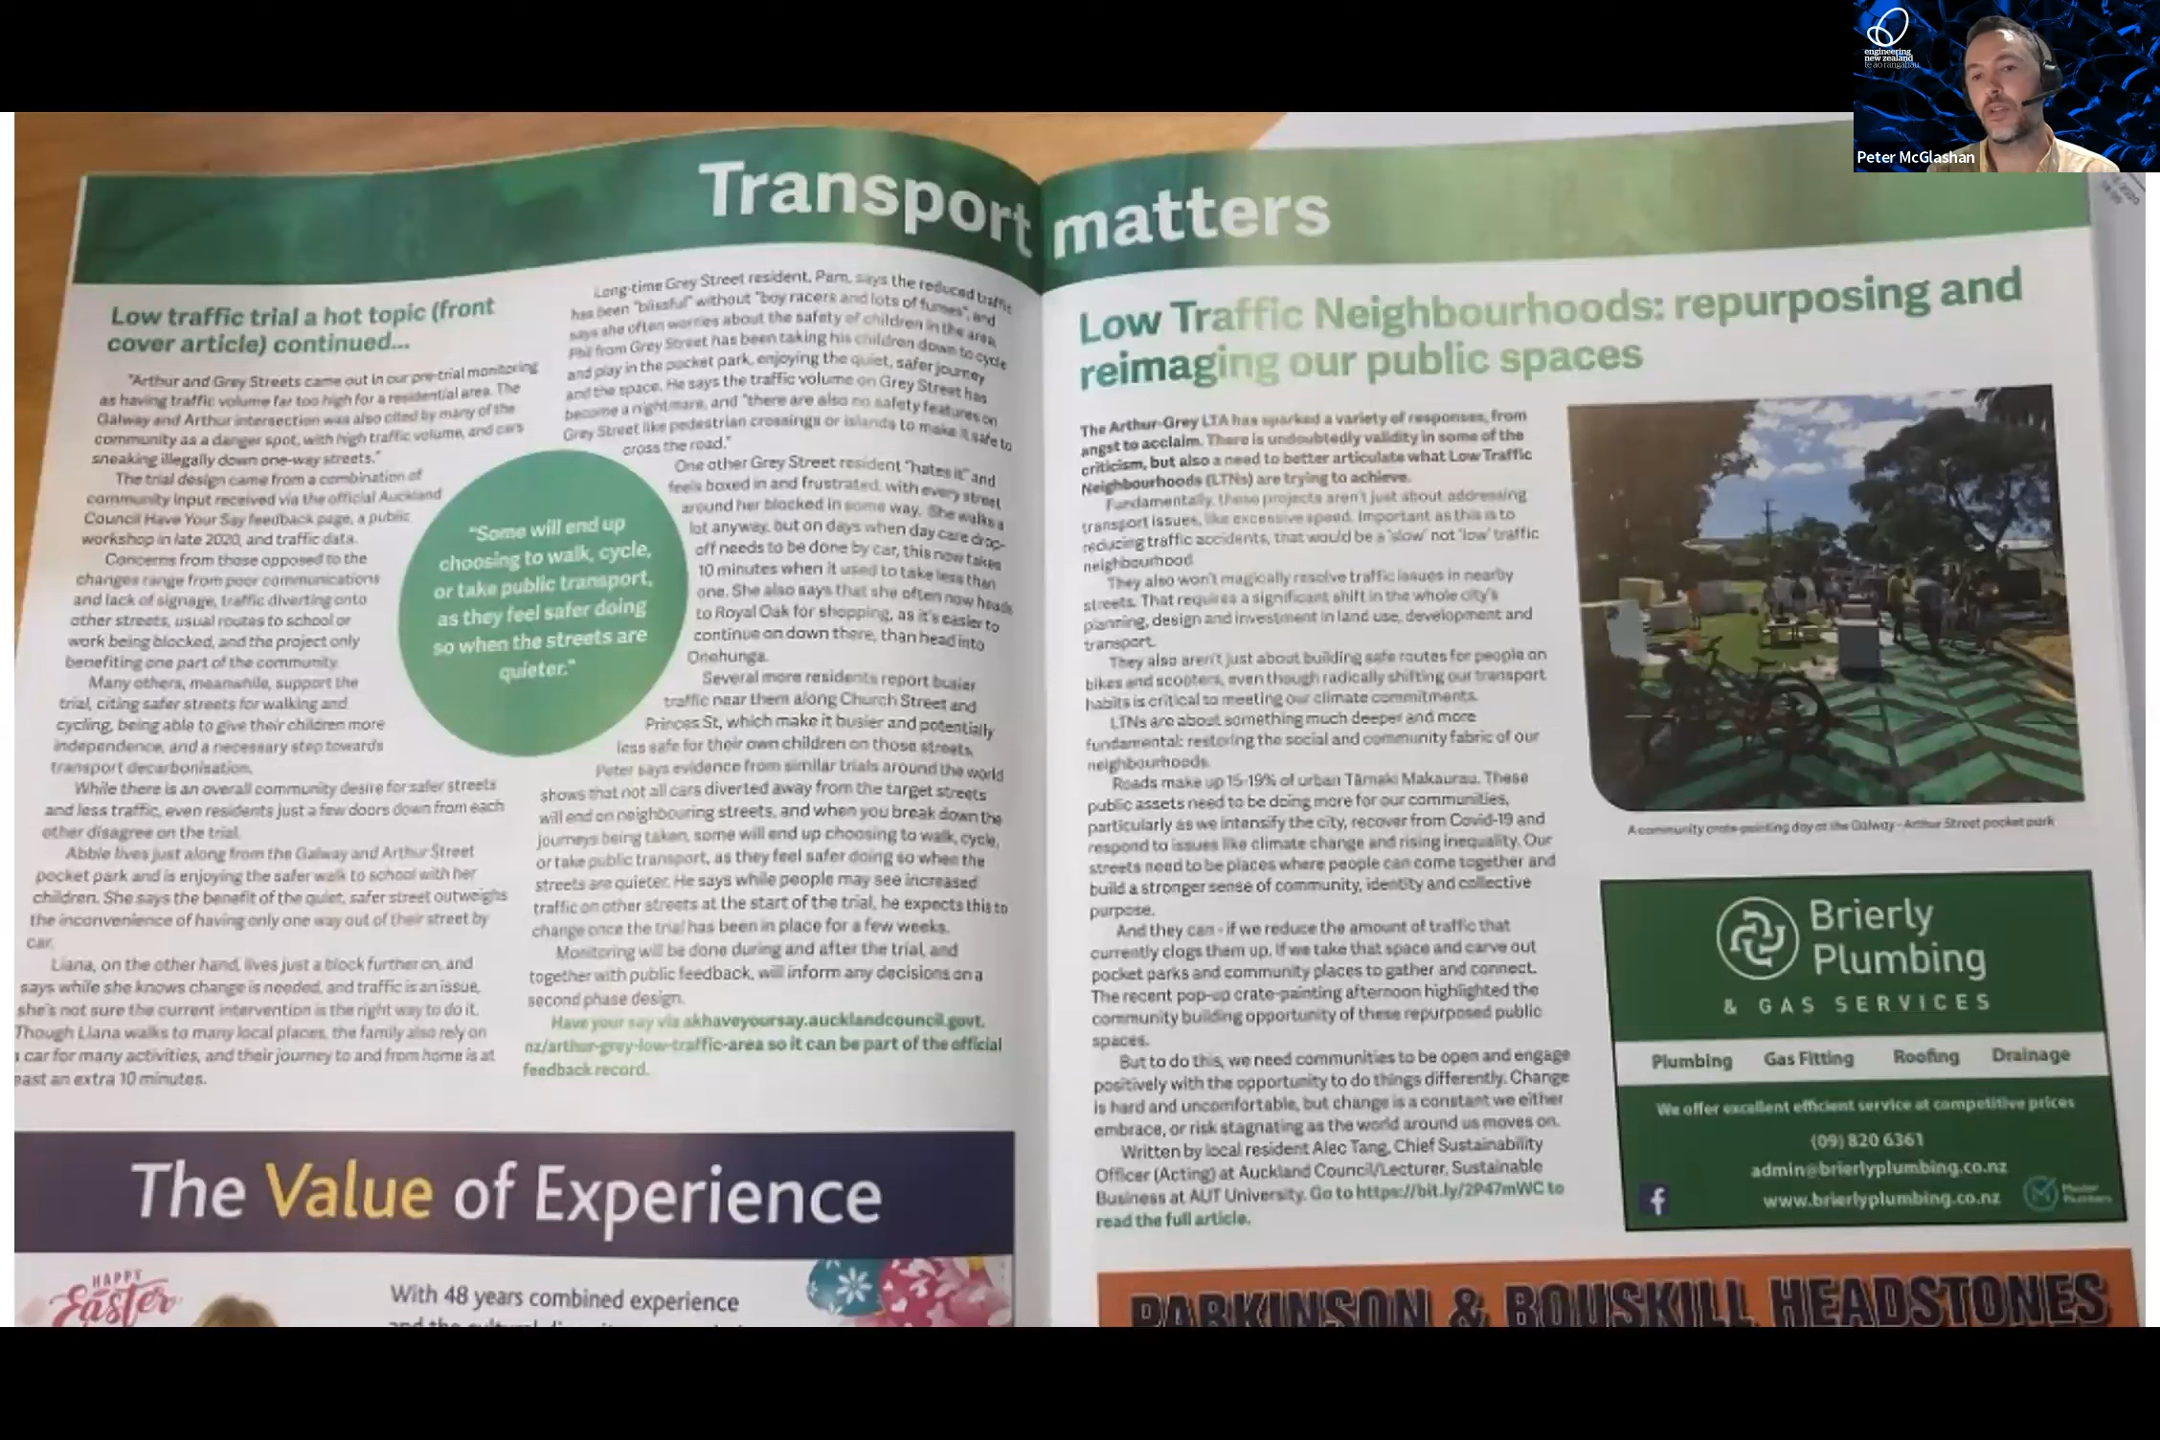 engineering
new zealand
te ao rangahau
Peter McGlashan
Transport matters
Low traffic trial a hot topic (front
cover article) continued...
"Arthur and Grey Streets came out in our pre-trial monitoring
as having traffic volume far too high for a residential area. The
Galway and Arthur intersection was also cited by many of the
community as a danger spot, with high traffic volume, and cars
sneaking illegally down one-way streets."
The trial design came from a combination of
community input received via the official Auckland
Council Have Your Say feedback page, a public
workshop in late 2020, and traffic data.
Concerns from those opposed to the
changes range from poor communications
and lack of signage, traffic diverting onto
other streets, usual routes to school or
work being blocked, and the project only
benefiting one part of the community.
Many others, meanwhile, support the
trial, citing safer streets for walking and
cycling, being able to give their children more
independence, and a necessary step towards
transport decarbonisation.
While there is an overall community desire for safer streets
and less traffic, even residents just a few doors down from each
other disagree on the trial.
Abbie lives just along from the Galway and Arthur Street
pocket park and is enjoying the safer walk to school with her
children. She says the benefit of the quiet, safer street outweighs
the inconvenience of having only one way out of their street by
car.
Liana, on the other hand, lives just a block further on, and
says while she knows change is needed, and traffic is an issue,
she's not sure the current intervention is the right way to do it.
Though Liana walks to many local places, the family also rely on
a car for many activities, and their journey to and from home is at
east an extra 10 minutes.
"Some will end up
choosing to walk, cycle,
or take public transport,
as they feel safer doing
so when the streets are
quieter."
Long-time Grey Street resident, Pam, says the reduced traffic
has been "blissful" without "boy racers and lots of fumes", and
says she often worries about the safety of children in the area.
Phil from Grey Street has been taking his children down to cycle
and play in the pocket park, enjoying the quiet, safer journey
and the space. He says the traffic volume on Grey Street has
become a nightmare, and "there are also no safety features on
Grey Street like pedestrian crossings or islands to make it safe to
cross the road."
One other Grey Street resident "hates it" and
feels boxed in and frustrated, with every street
around her blocked in some way. She walks a
lot anyway, but on days when day care drop-
off needs to be done by car, this now takes
10 minutes when it used to take less than
one. She also says that she often now heads
to Royal Oak for shopping, as it's easier to
continue on down there, than head into
Onehunga.
Several more residents report busier
traffic near them along Church Street and
Princes St, which make it busier and potentially
less safe for their own children on those streets.
Peter says evidence from similar trials around the world
shows that not all cars diverted away from the target streets
will end on neighbouring streets, and when you break down the
journeys being taken, some will end up choosing to walk, cycle,
or take public transport, as they feel safer doing so when the
streets are quieter. He says while people may see increased
traffic on other streets at the start of the trial, he expects this to
change once the trial has been in place for a few weeks.
Monitoring will be done during and after the trial, and
together with public feedback, will inform any decisions on a
second phase design.
Have your say via akhaveyoursay.aucklandcouncil.govt.
nz/arthur-grey-low-traffic-area so it can be part of the official
feedback record.
The Value of Experience
HAPPY
Easter
With 48 years combined experience
Low Traffic Neighbourhoods: repurposing and
reimaging our public spaces
The Arthur-Grey LTA has sparked a variety of responses, from
angst to acclaim. There is undoubtedly validity in some of the
criticism, but also a need to better articulate what Low Traffic
Neighbourhoods (LTNs) are trying to achieve.
Fundamentally, these projects aren't just about addressing
transport issues, like excessive speed. Important as this is to
reducing traffic accidents, that would be a 'slow' not 'low' traffic
neighbourhood.
They also won't magically resolve traffic issues in nearby
streets. That requires a significant shift in the whole city's
planning, design and investment in land use, development and
transport.
They also aren't just about building safe routes for people on
bikes and scooters, even though radically shifting our transport
habits is critical to meeting our climate commitments.
LTNs are about something much deeper and more
fundamental: restoring the social and community fabric of our
neighbourhoods.
Roads make up 15-19% of urban Tāmaki Makaurau. These
public assets need to be doing more for our communities,
particularly as we intensify the city, recover from Covid-19 and
respond to issues like climate change and rising inequality. Our
streets need to be places where people can come together and
build a stronger sense of community, identity and collective
purpose.
And they can - if we reduce the amount of traffic that
currently clogs them up. If we take that space and carve out
pocket parks and community places to gather and connect.
The recent pop-up crate-painting afternoon highlighted the
community building opportunity of these repurposed public
spaces.
But to do this, we need communities to be open and engage
positively with the opportunity to do things differently. Change
is hard and uncomfortable, but change is a constant we either
embrace, or risk stagnating as the world around us moves on.
Written by local resident Alec Tang, Chief Sustainability
Officer (Acting) at Auckland Council/Lecturer, Sustainable
Business at AUT University. Go to https://bit.ly/2P47mWC to
read the full article.
A community crate-painting day at the Galway - Arthur Street pocket park
Brierly
Plumbing
& GAS SERVICES
Plumbing Gas Fitting Roofing Drainage
We offer excellent efficient service at competitive prices
(09) 820 6361
admin@brierlyplumbing.co.nz
www.brierlyplumbing.co.nz
Master
Plumbers
PARKINSON & BOUSKILL HEADSTONES